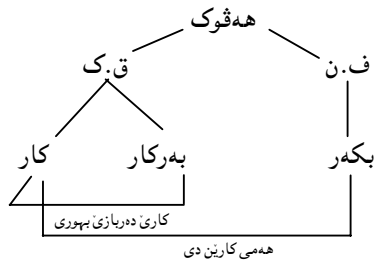 هەڤوک
ف.ن ق.ک
بکەر بەرکار کار
کارێ دەربازێ بهوری
هەمی کارێن دی